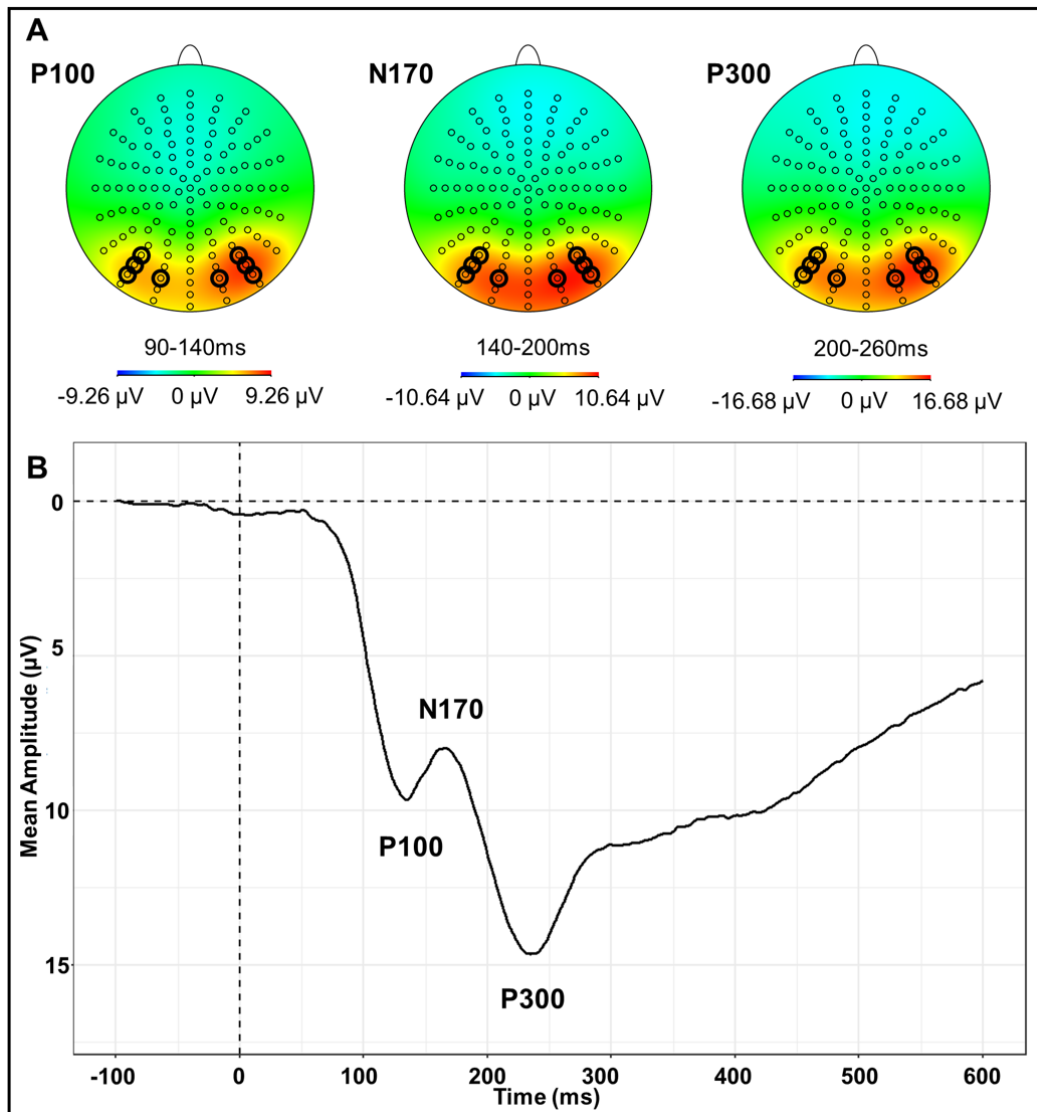 A
P100 N170 P300
90-140ms 140-200ms 200-260ms
-9.26 µV 0 µV 9.26 µV -10.64 µV 0 µV 10.64 µV -16.68 µV 0 µV 16.68 µV
B
0
5
10
15
Mean Amplitude (µV)
N170
P100
P300
-100 0 100 200 300 400 500 600
Time (ms)